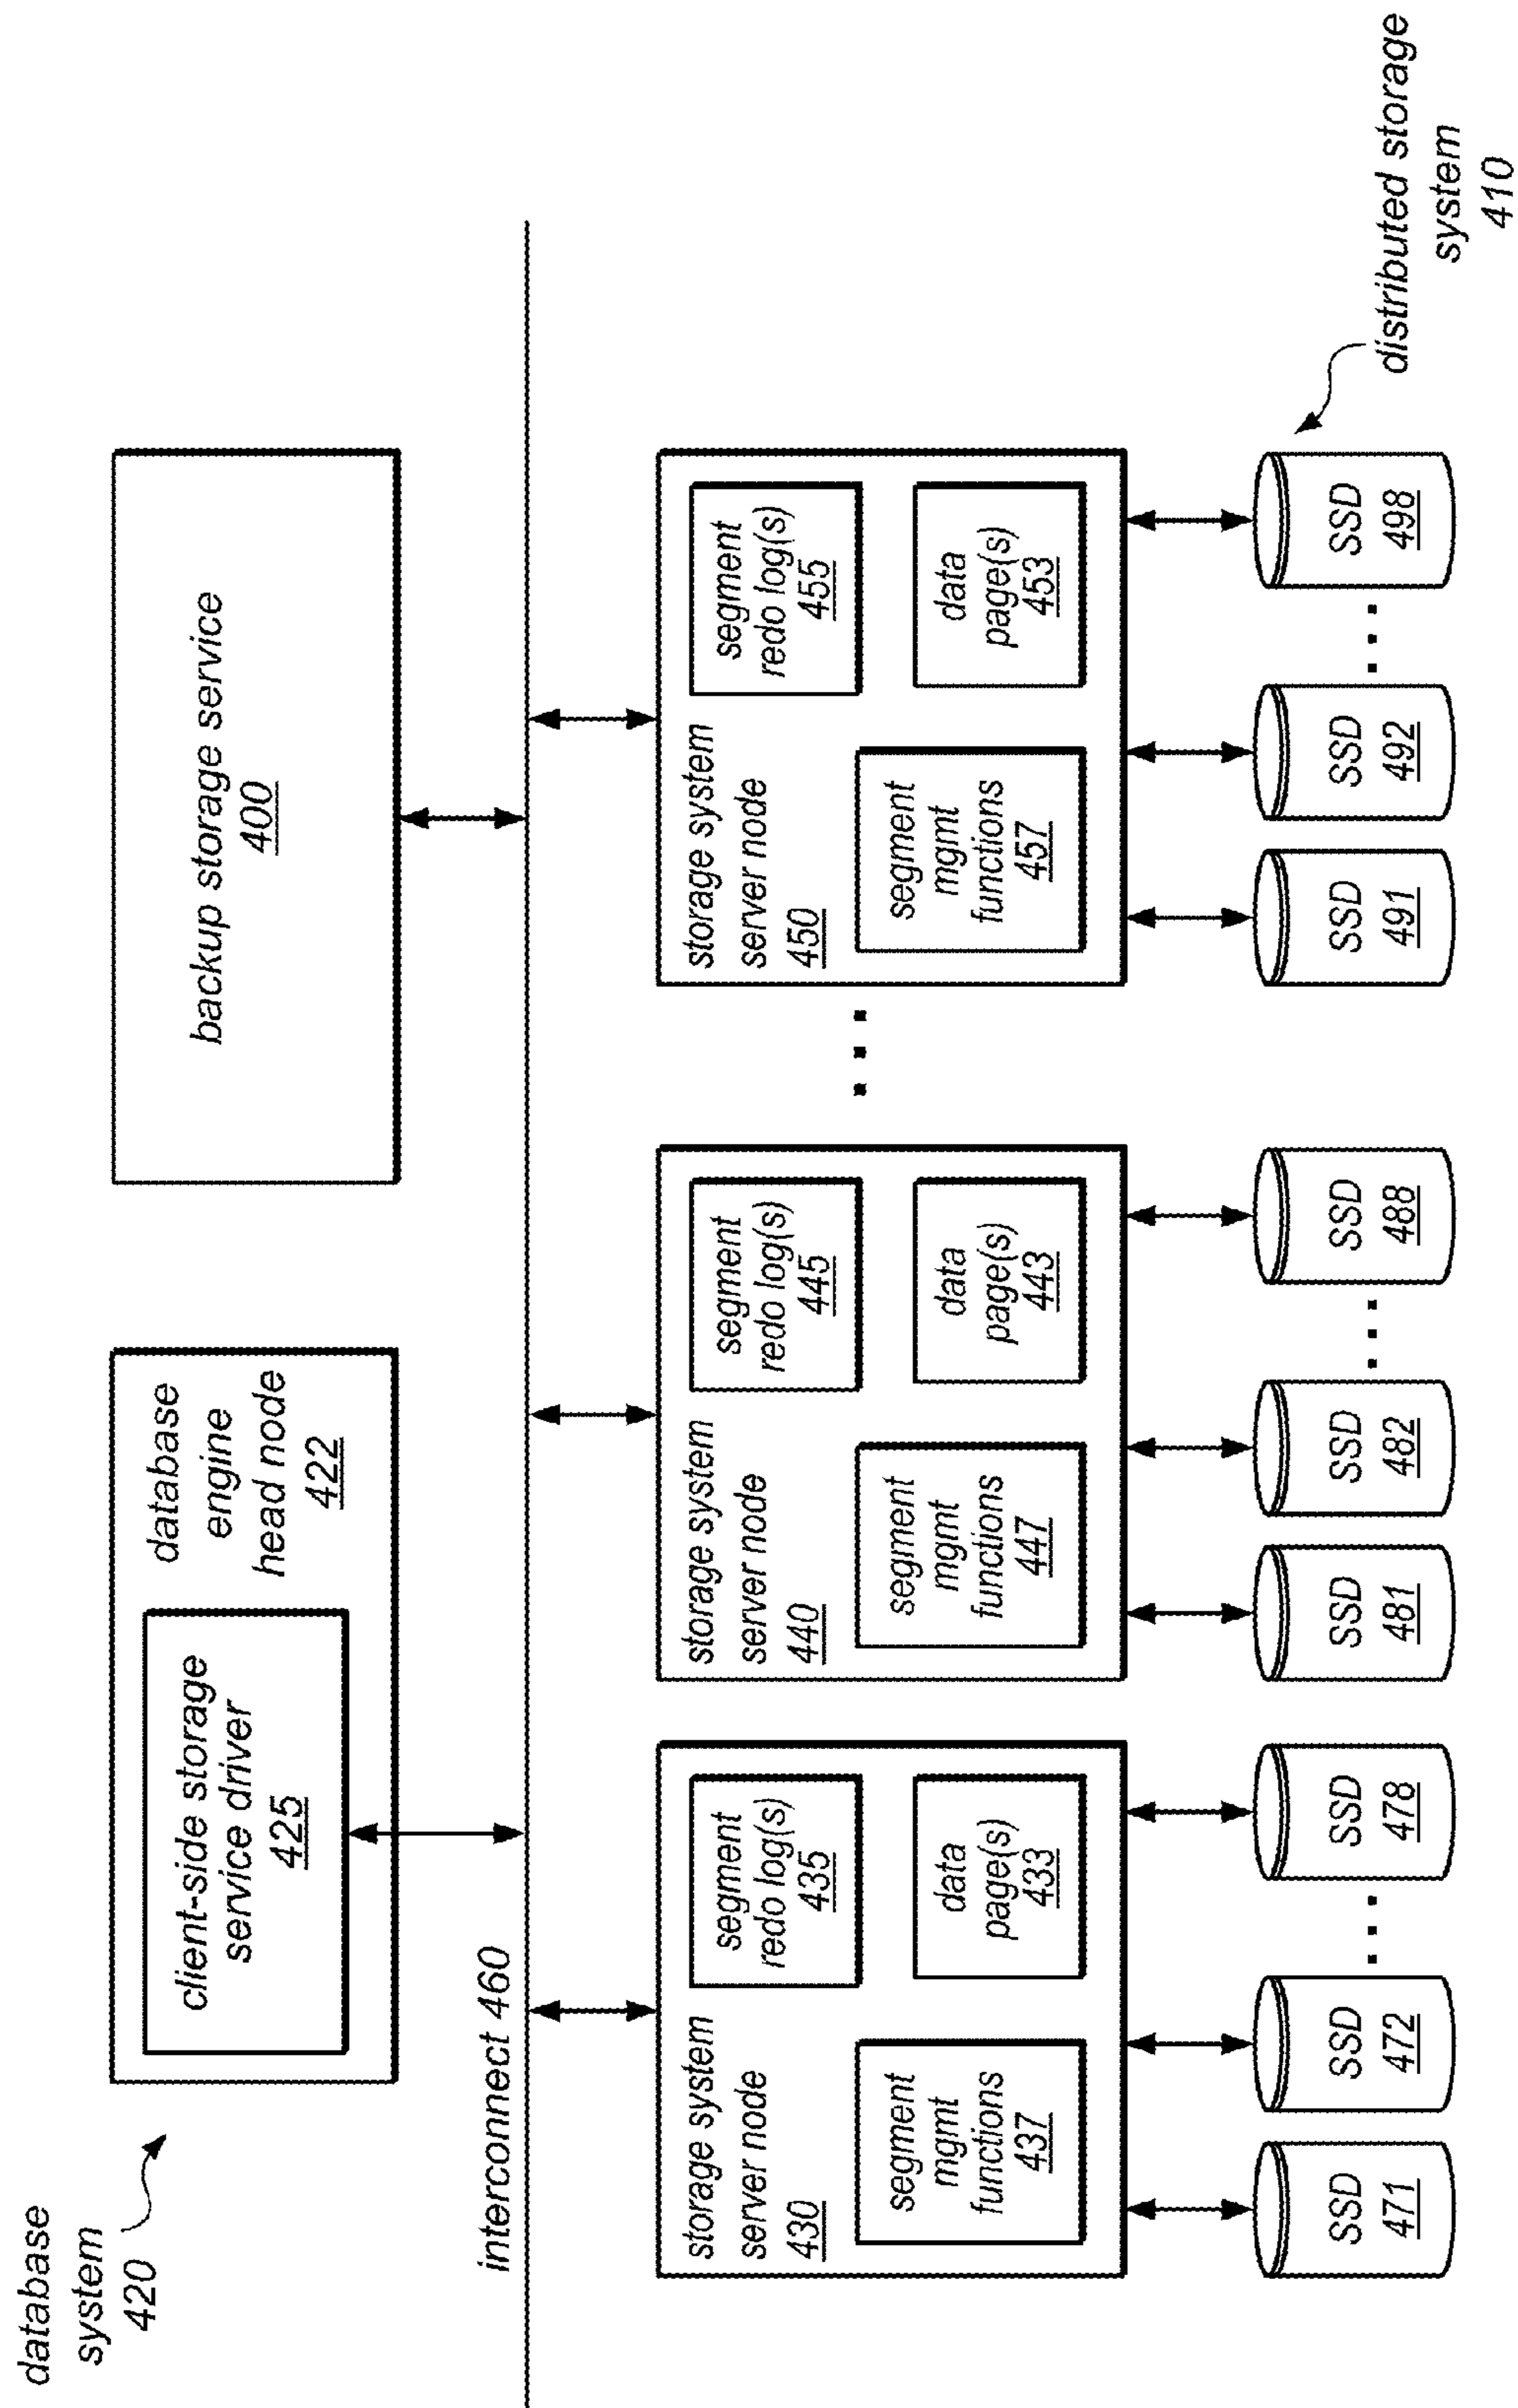 database
system
420
database
engine
head node
422
client-side storage
service driver
425
backup storage service
400
interconnect 460
storage system
server node
430
segment
redo log(s)
435
segment
mgmt
functions
437
data
page(s)
433
storage system
server node
440
segment
redo log(s)
445
segment
mgmt
functions
447
data
page(s)
443
storage system
server node
450
segment
redo log(s)
455
segment
mgmt
functions
457
data
page(s)
453
SSD
471
SSD
472
SSD
478
SSD
481
SSD
482
SSD
488
SSD
491
SSD
492
SSD
498
distributed storage
system
410